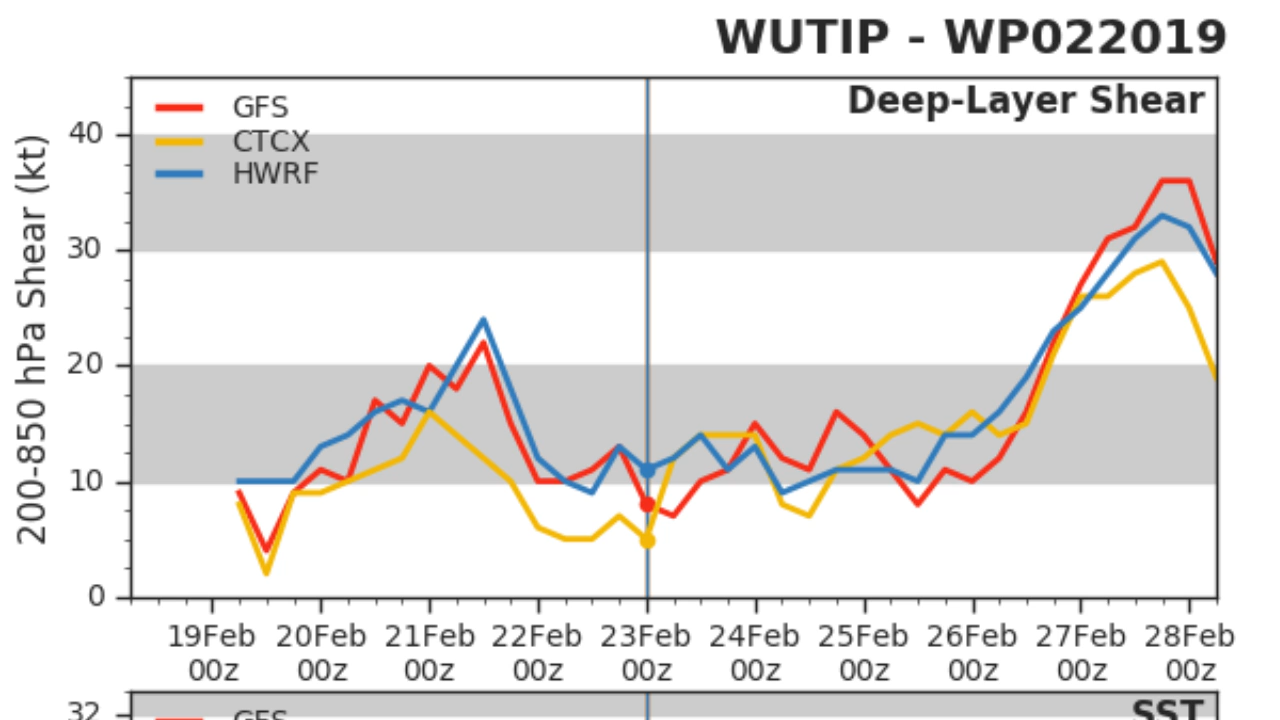 WUTIP - WP022019
Deep-Layer Shear
GFS
CTCX
HWRF
200-850 hPa Shear (kt)
40
30
20
10
0
19Feb 20Feb 21Feb 22Feb 23Feb 24Feb 25Feb 26Feb 27Feb 28Feb
00z 00z 00z 00z 00z 00z 00z 00z 00z 00z
32
GFS
SST